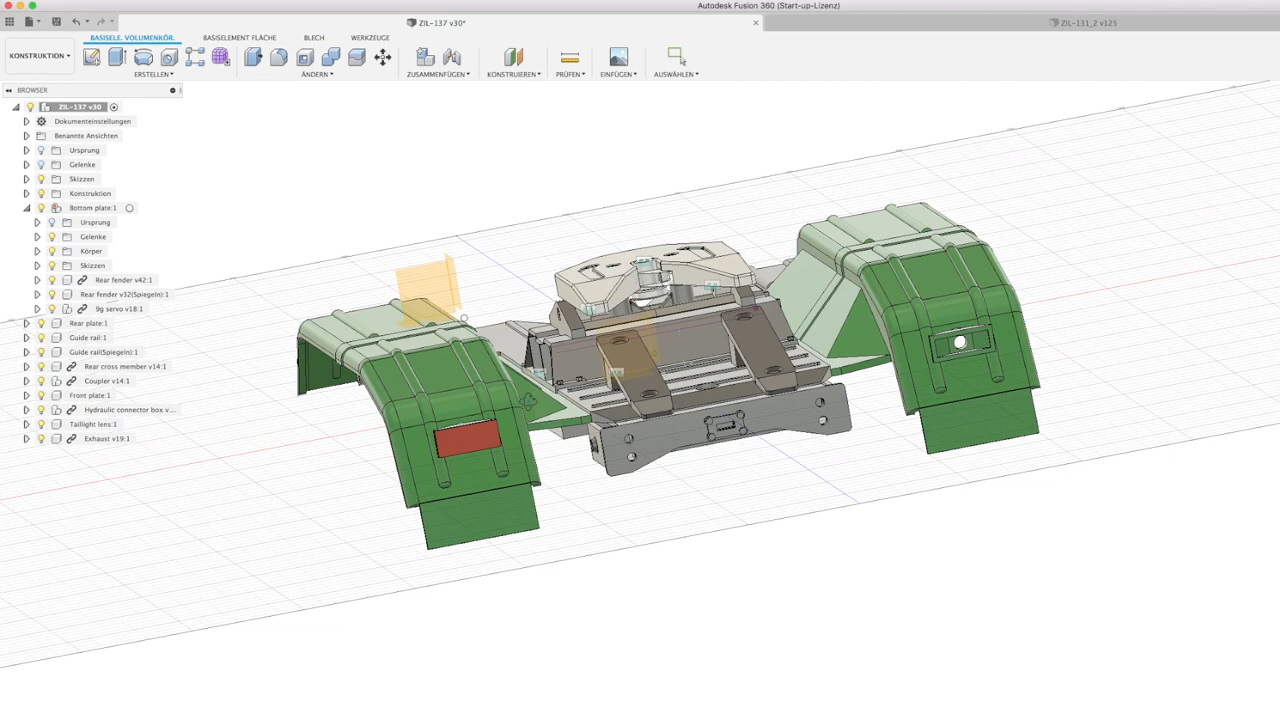 Autodesk Fusion 360 (Start-up-Lizenz)
ZIL-137 v30*
ZIL-131_2 v125
KONSTRUKTION
BASISELE. VOLUMENKÖR.
BASISELEMENT FLÄCHE
BLECH
WERKZEUGE
ERSTELLEN
ÄNDERN
ZUSAMMENFÜGEN
KONSTRUIEREN
PRÜFEN
EINFÜGEN
AUSWÄHLEN
BROWSER
ZIL-137 v30
Dokumenteinstellungen
Benannte Ansichten
Ursprung
Gelenke
Skizzen
Konstruktion
Bottom plate:1
Ursprung
Gelenke
Körper
Skizzen
Rear fender v42:1
Rear fender v32(Spiegeln):1
9g servo v18:1
Rear plate:1
Guide rail:1
Guide rail(Spiegeln):1
Rear cross member v14:1
Coupler v14:1
Front plate:1
Hydraulic connector box v...
Taillight lens:1
Exhaust v19:1